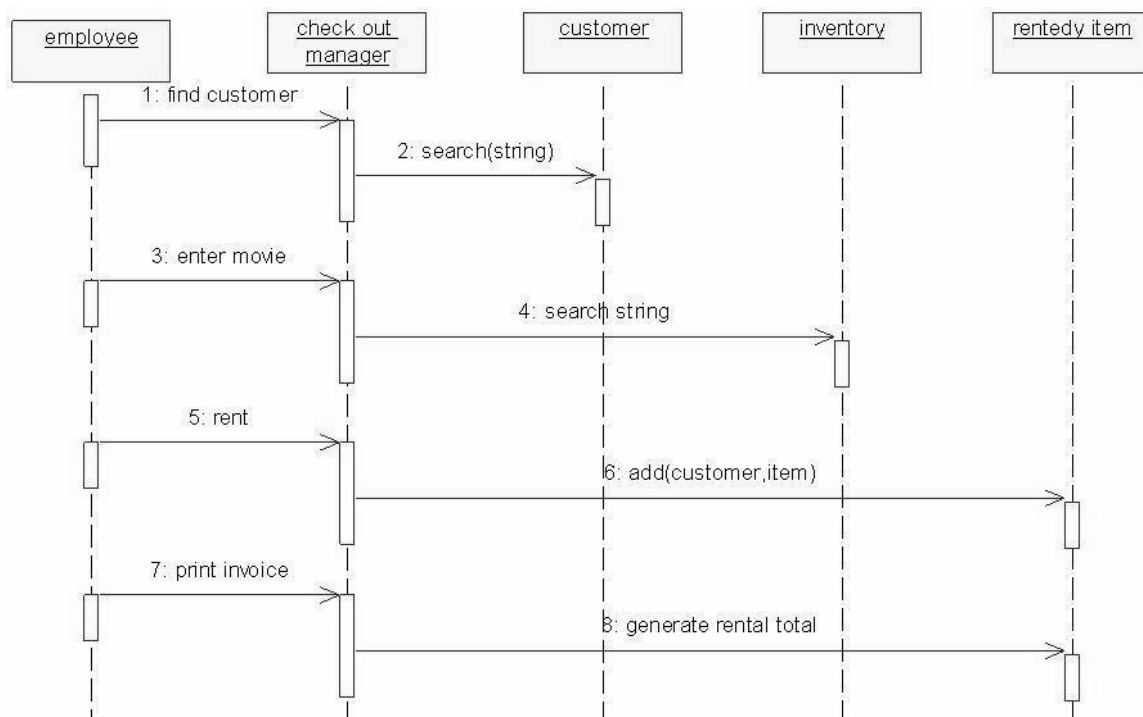 employee
check out
manager
customer
inventory
rentedy item
1: find customer
2: search(string)
3: enter movie
4: search string
5: rent
6: add(customer,item)
7: print invoice
8: generate rental total